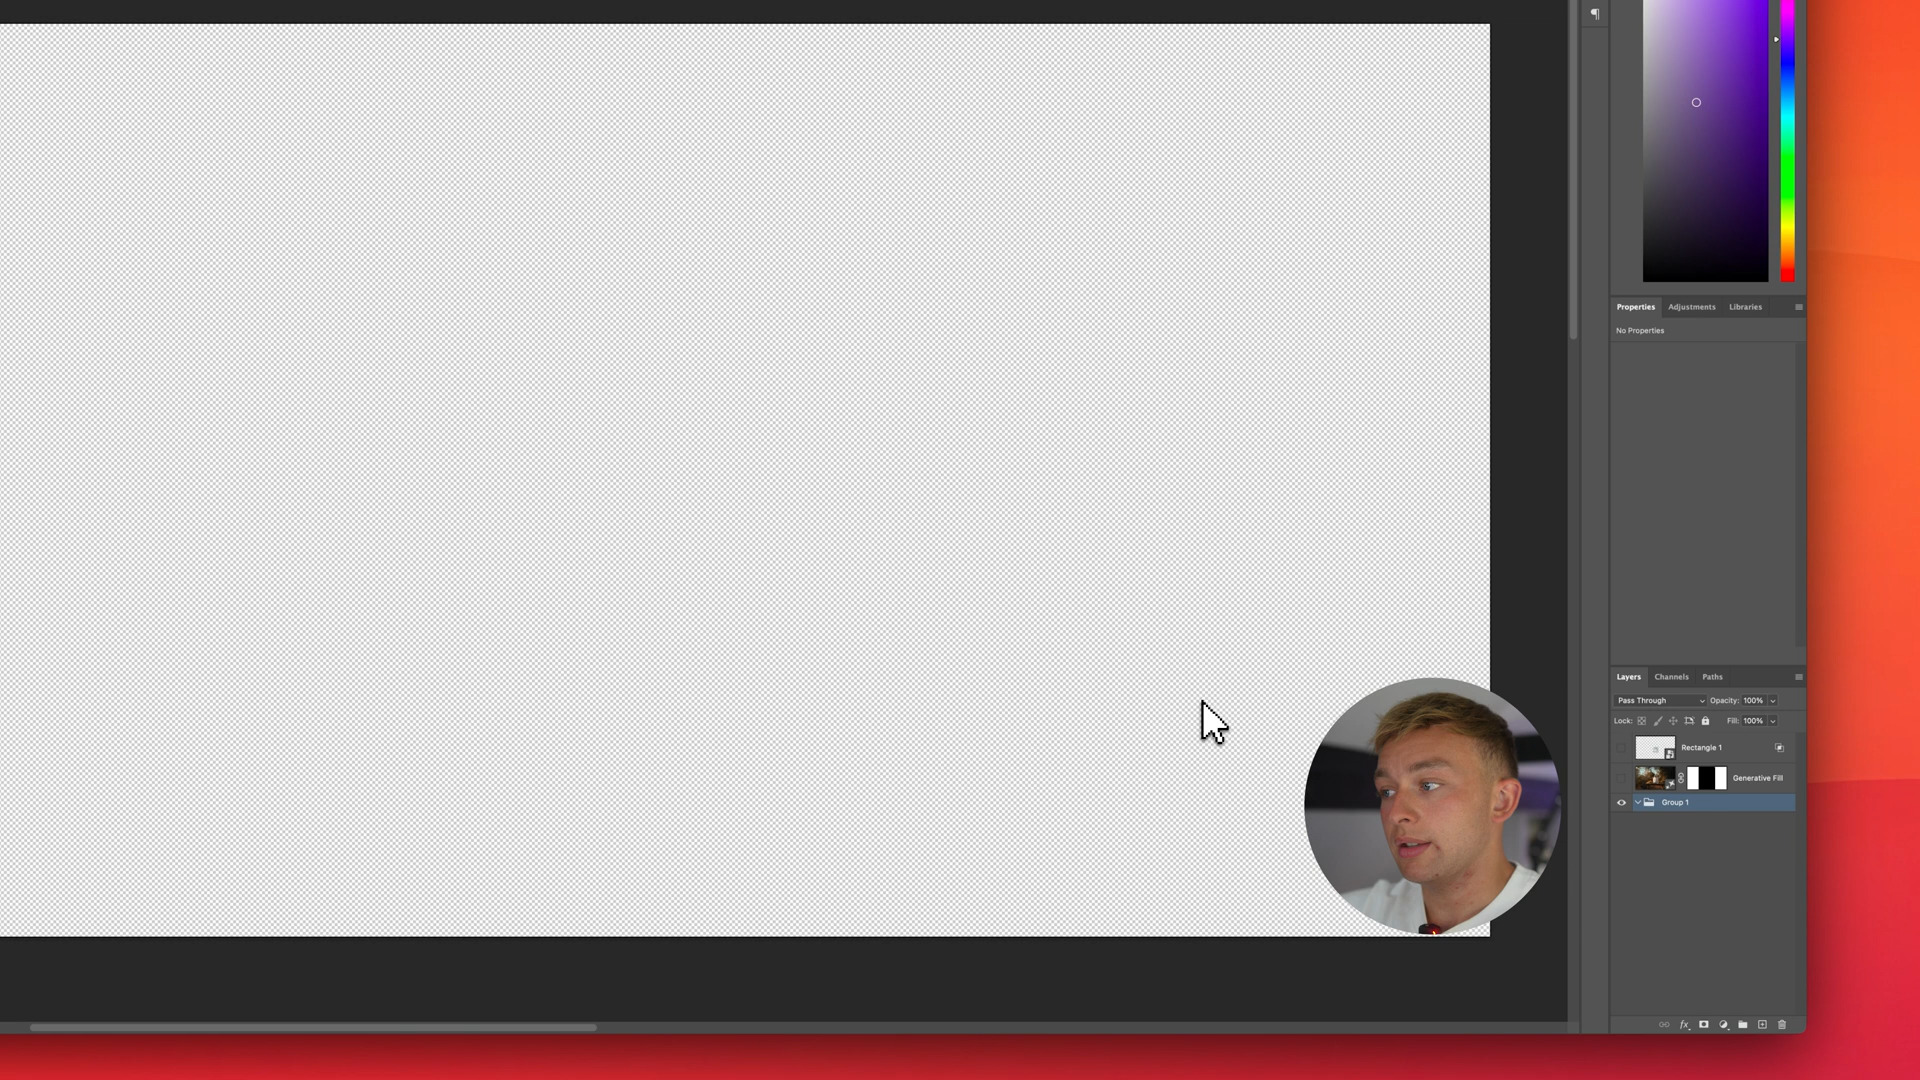 Properties Adjustments Libraries
No Properties
Layers Channels Paths
Pass Through Opacity: 100%
Lock: Fill: 100%
Rectangle 1
Generative Fill
Group 1
fx